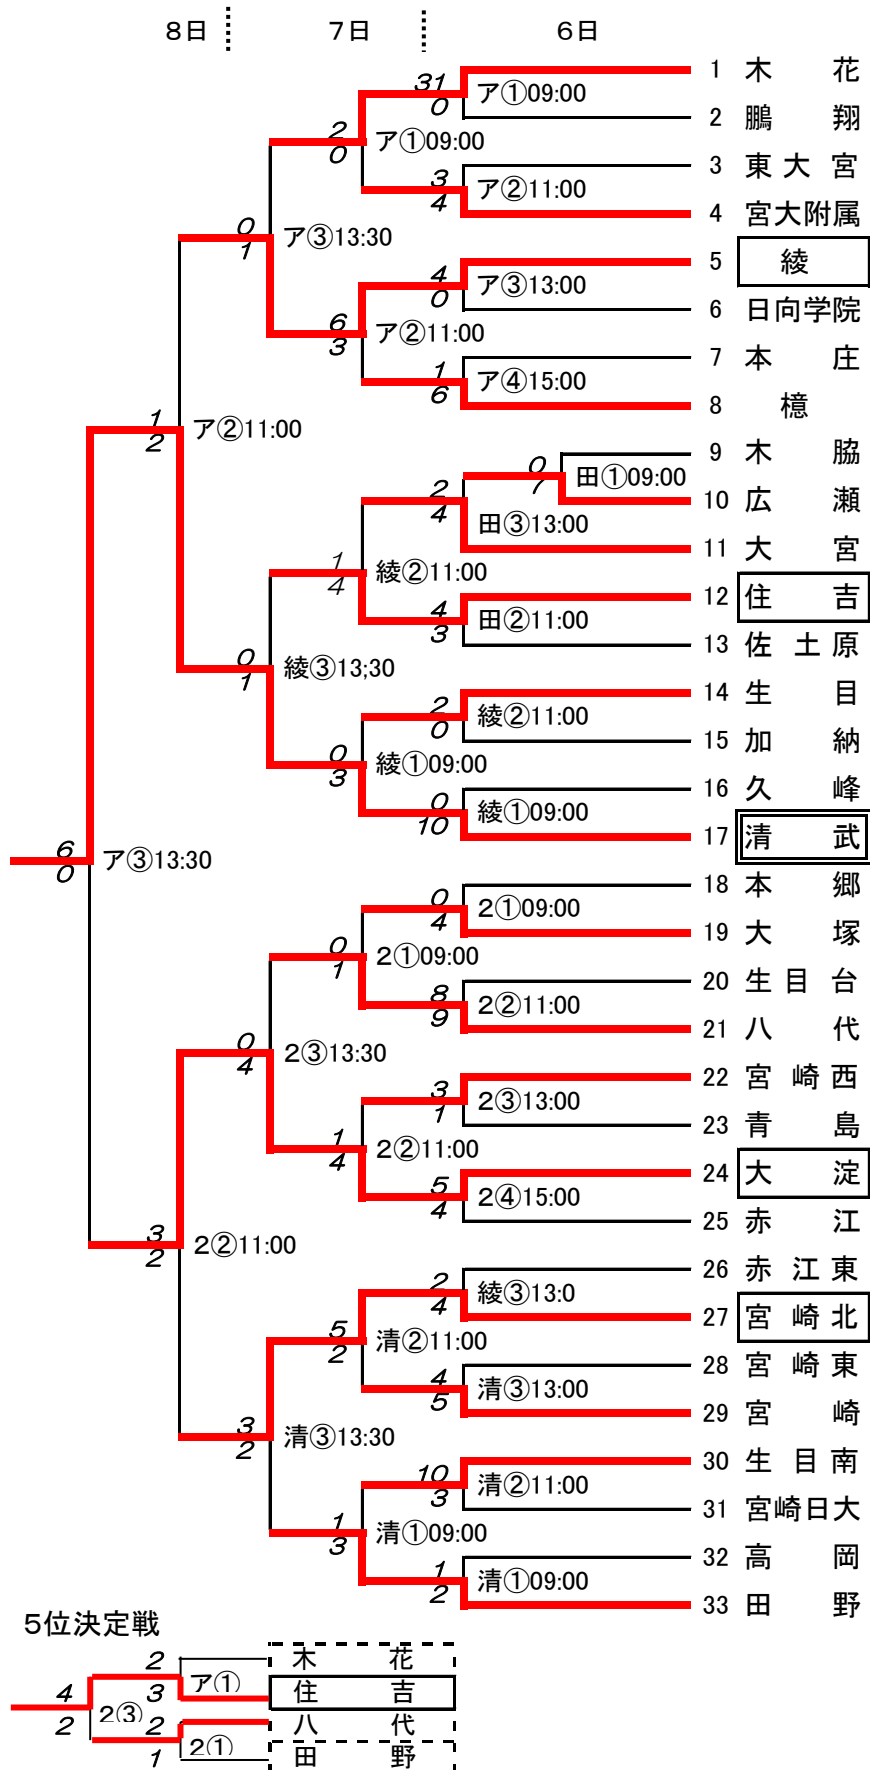 8日 7日 6日
1 木花
31 0 ア①09:00
2 鵬翔
2 0 ア①09:00
3 東大宮
3 4 ア②11:00
4 宮大附属
0 1 ア③13:30
5 綾
4 0 ア③13:00
6 日向学院
6 3 ア②11:00
7 本庄
1 6 ア④15:00
8 檍
1 2 ア②11:00
9 木脇
0 7 田①09:00
10 広瀬
2 4 田③13:00
11 大宮
1 4 綾②11:00
12 住吉
4 3 田②11:00
13 佐土原
0 1 綾③13;30
14 生目
2 0 綾②11:00
15 加納
0 3 綾①09:00
16 久峰
0 10 綾①09:00
17 清武
6 0 ア③13:30
18 本郷
0 4 2①09:00
19 大塚
0 1 2①09:00
20 生目台
8 9 2②11:00
21 八代
0 4 2③13:30
22 宮崎西
3 1 2③13:00
23 青島
1 4 2②11:00
24 大淀
5 4 2④15:00
25 赤江
3 2 2②11:00
26 赤江東
2 4 綾③13:0
27 宮崎北
5 2 清②11:00
28 宮崎東
4 5 清③13:00
29 宮崎
3 2 清③13:30
30 生目南
10 3 清②11:00
31 宮崎日大
1 3 清①09:00
32 高岡
1 2 清①09:00
33 田野
5位決定戦
木花
2 3 ア①
住吉
4 2 2③
八代
2 1 2①
田野